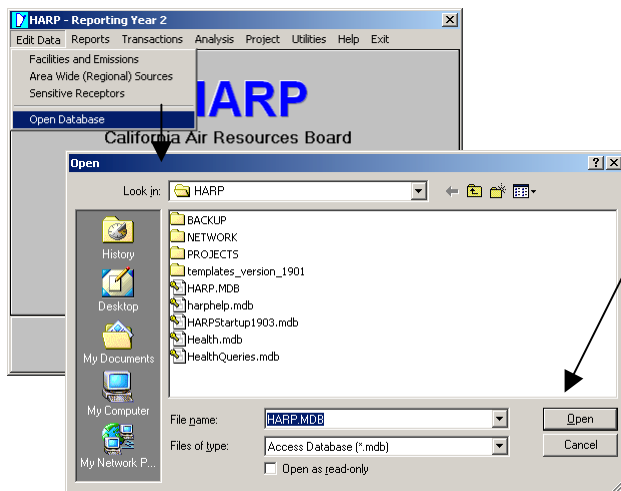 HARP - Reporting Year 2
Edit Data Reports Transactions Analysis Project Utilities Help Exit
Facilities and Emissions
Area Wide (Regional) Sources
Sensitive Receptors
Open Database
HARP
California Air Resources Board
Open
Look in: HARP
History
Desktop
My Documents
My Computer
My Network P...
BACKUP
NETWORK
PROJECTS
templates_version_1901
HARP.MDB
harphelp.mdb
HARPStartup1903.mdb
Health.mdb
HealthQueries.mdb
File name: HARP.MDB Open
Files of type: Access Database (*.mdb) Cancel
Open as read-only